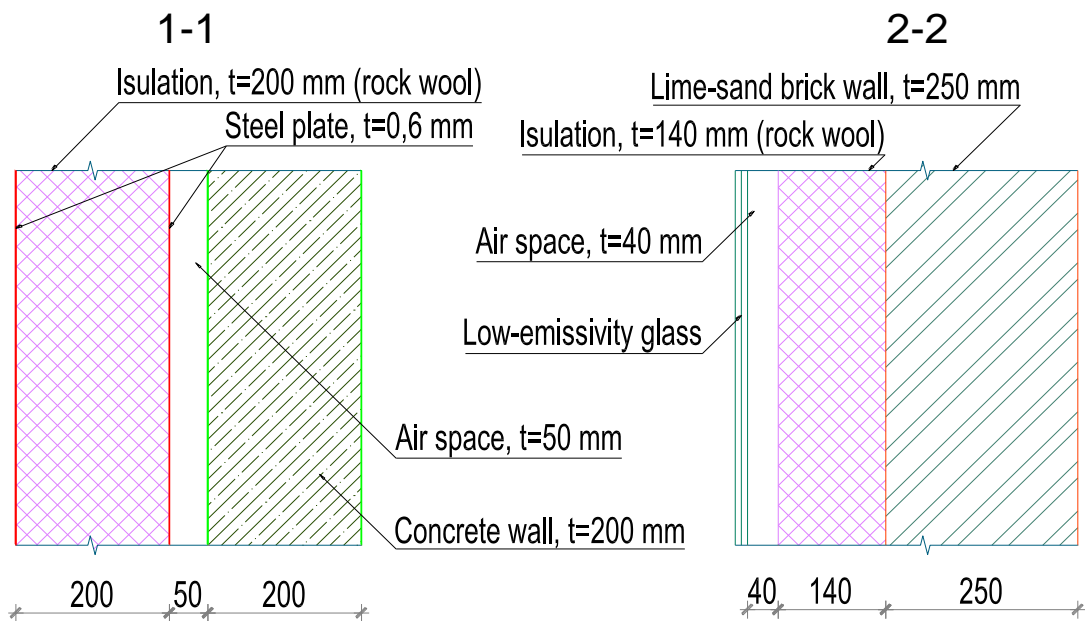 1-1
Isulation, t=200 mm (rock wool)
Steel plate, t=0,6 mm
Air space, t=50 mm
Concrete wall, t=200 mm
200
50
200
2-2
Lime-sand brick wall, t=250 mm
Isulation, t=140 mm (rock wool)
Air space, t=40 mm
Low-emissivity glass
40
140
250